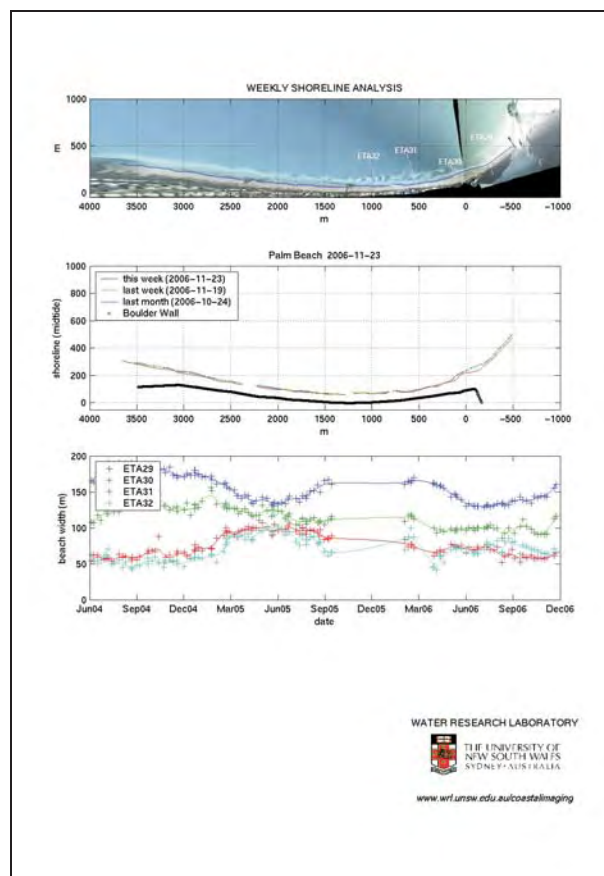 WEEKLY SHORELINE ANALYSIS
1000
500
0
m
ETA32
ETA31
ETA30
ETA29
4000 3500 3000 2500 2000 1500 1000 500 0 −500 −1000
m
Palm Beach 2006−11−23
1000
800
600
400
200
0
shoreline (midtide)
this week (2006−11−23)
last week (2006−11−19)
last month (2006−10−24)
Boulder Wall
4000 3500 3000 2500 2000 1500 1000 500 0 −500 −1000
m
200
150
100
50
0
beach width (m)
ETA29
ETA30
ETA31
ETA32
Jun04 Sep04 Dec04 Mar05 Jun05 Sep05 Dec05 Mar06 Jun06 Sep06 Dec06
date
WATER RESEARCH LABORATORY
THE UNIVERSITY OF
NEW SOUTH WALES
SYDNEY • AUSTRALIA
www.wrl.unsw.edu.au/coastalimaging